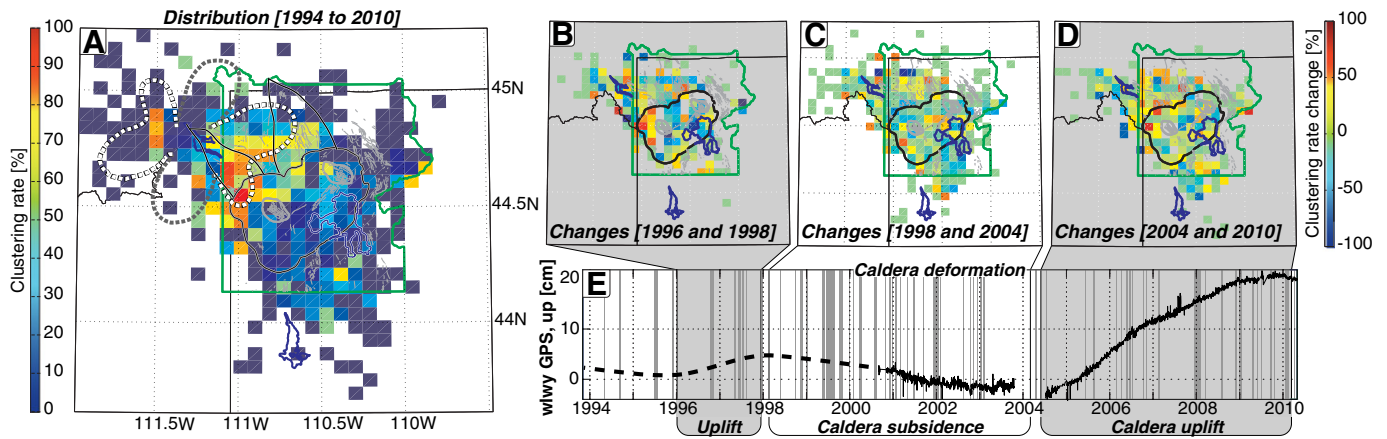 Distribution [1994 to 2010]
A
B
C
D
Clustering rate [%]
100
90
80
70
60
50
40
30
20
10
0
45N
44.5N
44N
111.5W
111W
110.5W
110W
Changes [1996 and 1998]
Changes [1998 and 2004]
Changes [2004 and 2010]
Clustering rate change [%]
100
50
0
-50
-100
E
Caldera deformation
wlwy GPS, up [cm]
20
10
0
1994
1996
1998
2000
2002
2004
2006
2008
2010
Uplift
Caldera subsidence
Caldera uplift